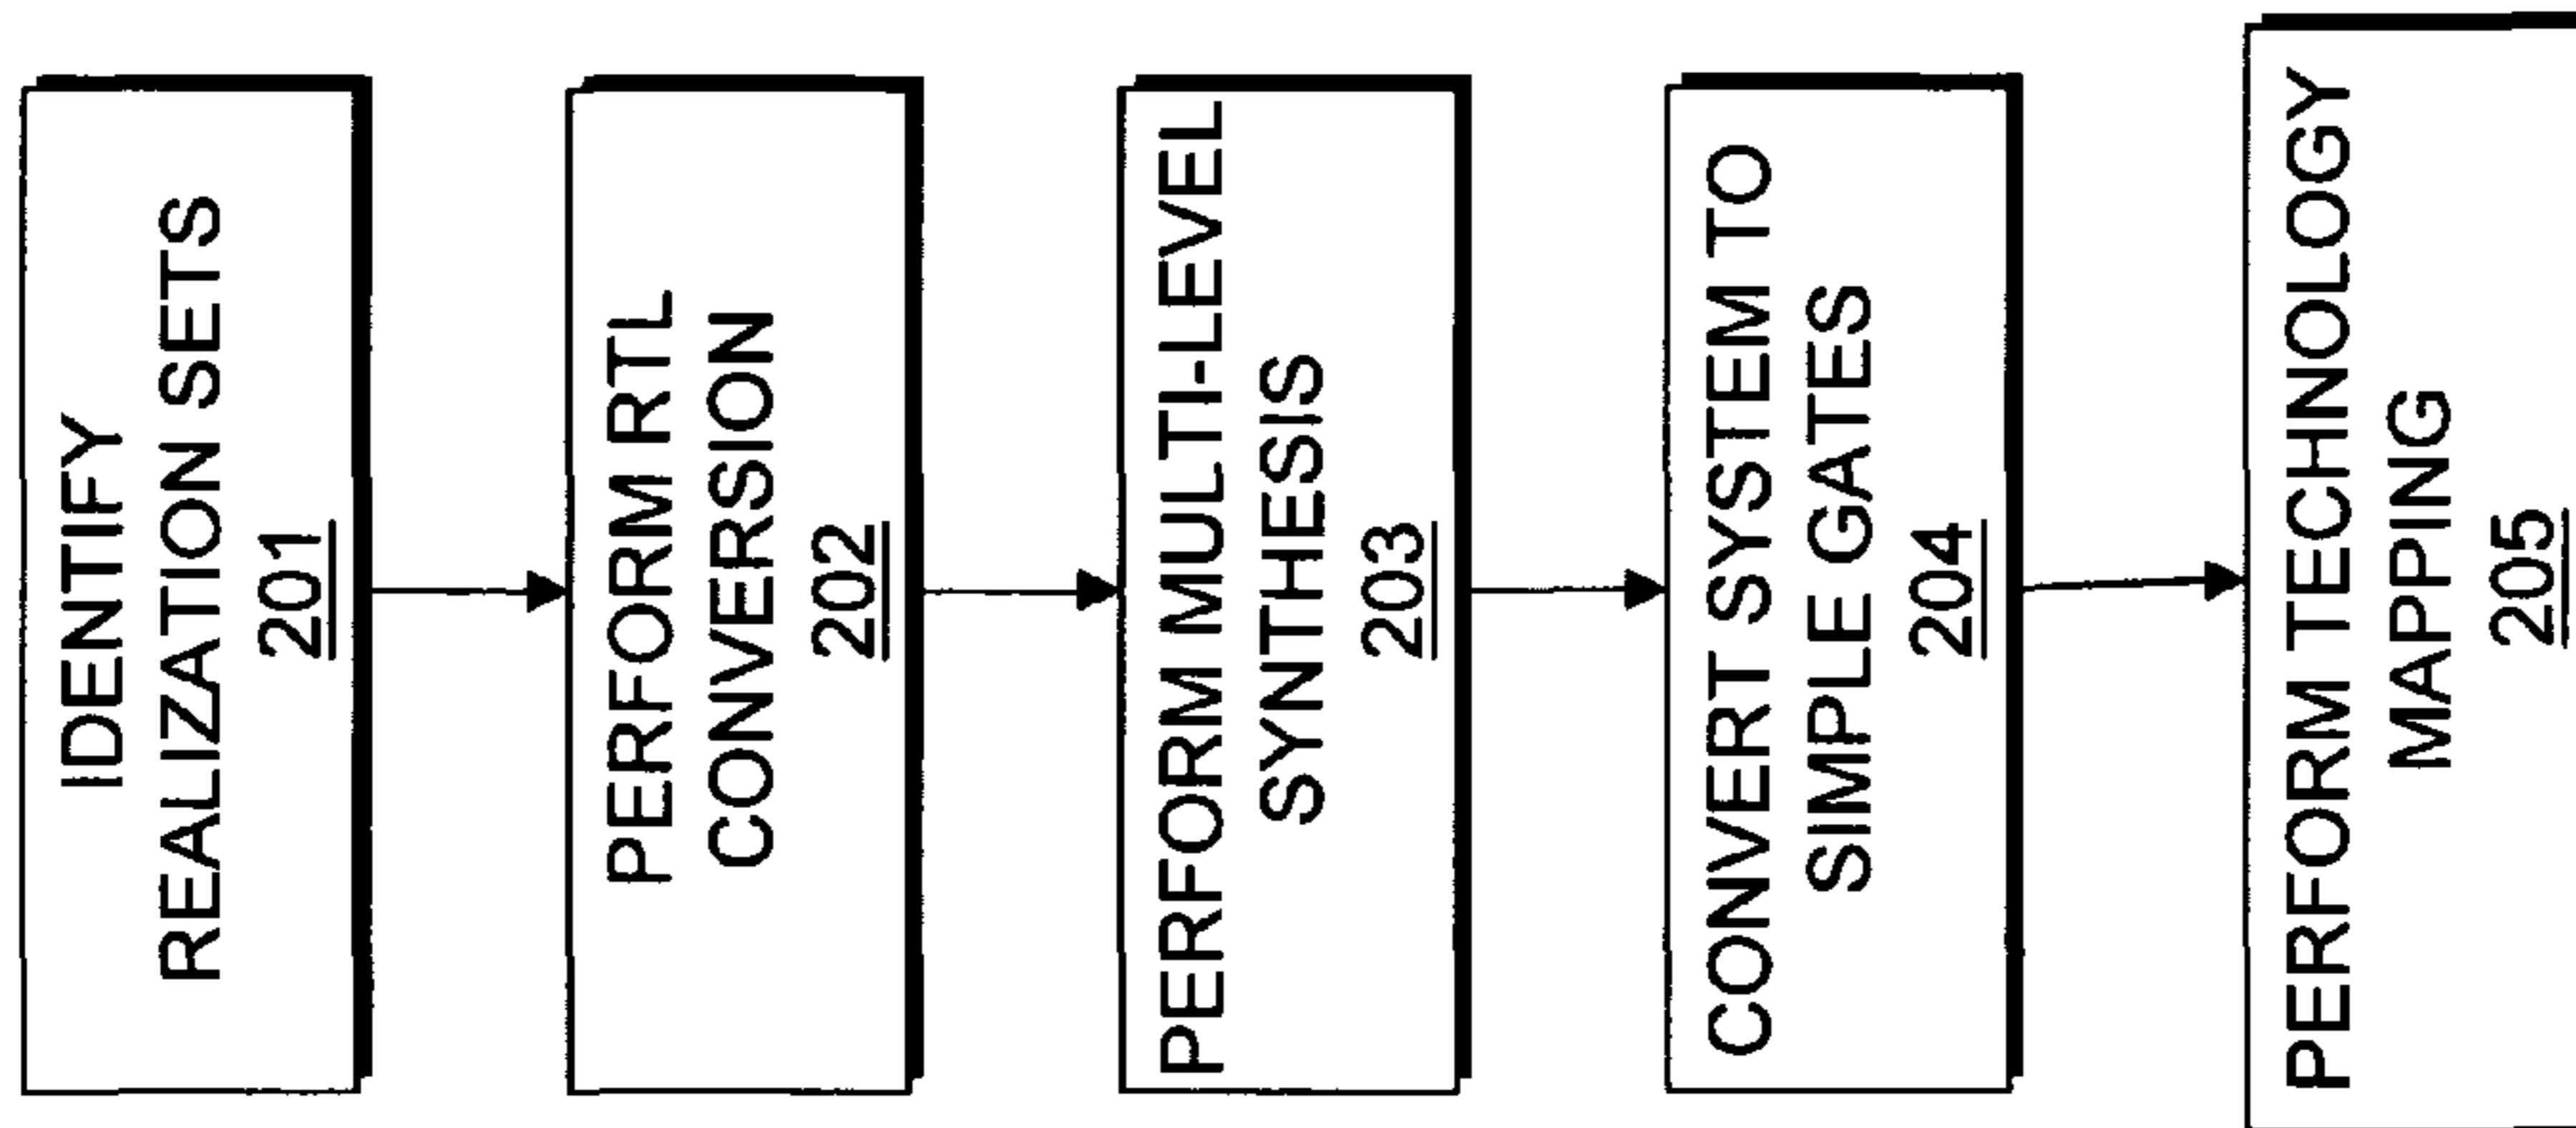 IDENTIFY
REALIZATION SETS
201
PERFORM RTL
CONVERSION
202
PERFORM MULTI-LEVEL
SYNTHESIS
203
CONVERT SYSTEM TO
SIMPLE GATES
204
PERFORM TECHNOLOGY
MAPPING
205